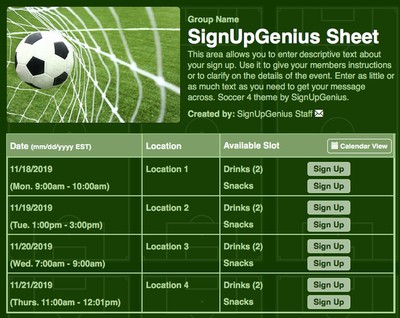 Group Name
SignUpGenius Sheet
This area allows you to enter descriptive text about
your sign up. Use it to give your members instructions
or to clarify on the details of the event. Enter as little or
as much text as you need to get your message
across. Soccer 4 theme by SignUpGenius.
Created by: SignUpGenius Staff
Date (mm/dd/yyyy EST) Location Available Slot Calendar View
11/18/2019 Location 1 Drinks (2) Sign Up
(Mon. 9:00am - 10:00am) Snacks Sign Up
11/19/2019 Location 2 Drinks (2) Sign Up
(Tue. 1:00pm - 3:00pm) Snacks Sign Up
11/20/2019 Location 3 Drinks (2) Sign Up
(Wed. 7:00am - 9:00am) Snacks Sign Up
11/21/2019 Location 4 Drinks (2) Sign Up
(Thurs. 11:00am - 12:01pm) Snacks Sign Up